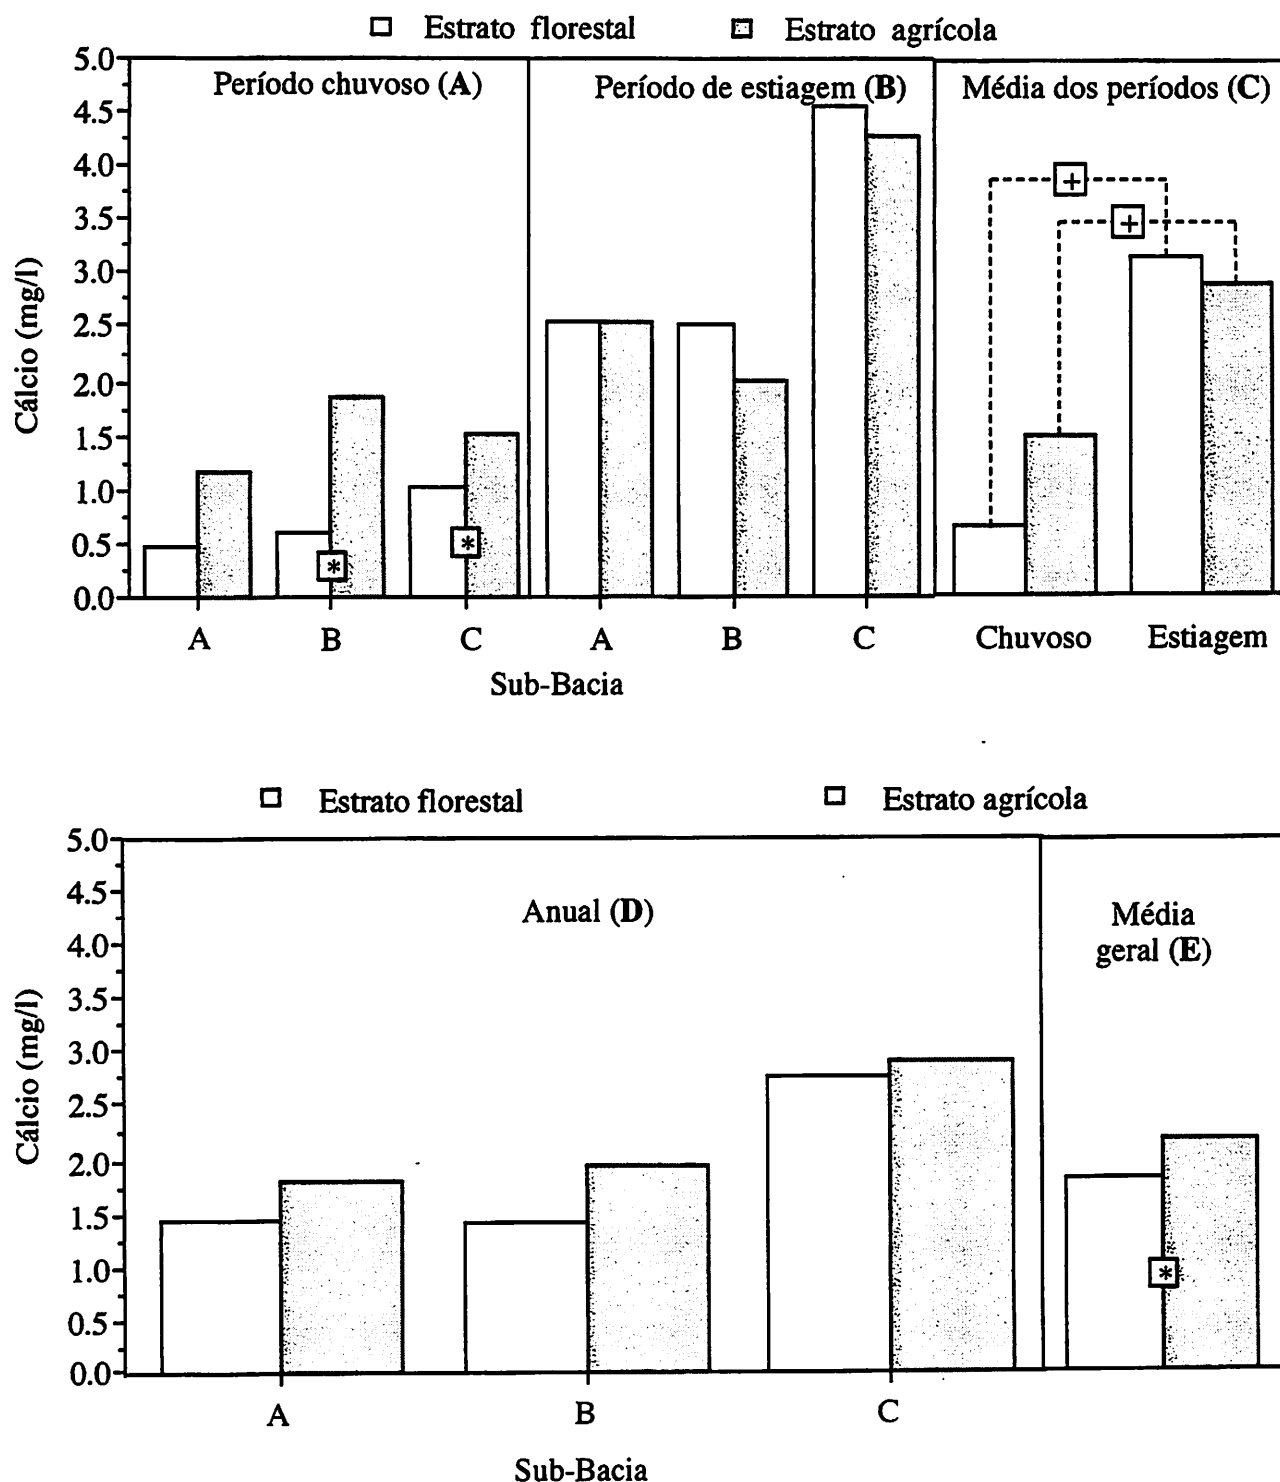 Estrato florestal Estrato agrícola
Período chuvoso (A) Período de estiagem (B) Média dos períodos (C)
5.0
4.5
4.0
3.5
3.0
2.5
2.0
1.5
1.0
0.5
0.0
Cálcio (mg/l)
+
+
*
*
A B C A B C Chuvoso Estiagem
Sub-Bacia
Estrato florestal Estrato agrícola
5.0
4.5
4.0
3.5
3.0
2.5
2.0
1.5
1.0
0.5
0.0
Cálcio (mg/l)
Anual (D)
Média
geral (E)
*
A B C
Sub-Bacia